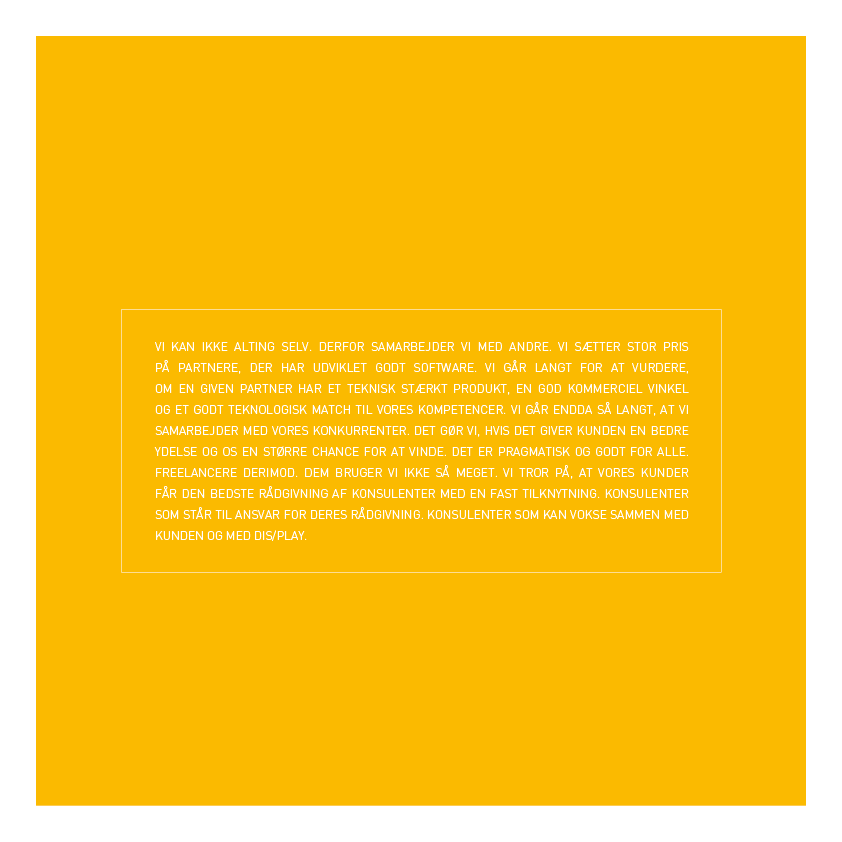 VI KAN IKKE ALTING SELV. DERFOR SAMARBEJDER VI MED ANDRE. VI SÆTTER STOR PRIS
PÅ PARTNERE, DER HAR UDVIKLET GODT SOFTWARE. VI GÅR LANGT FOR AT VURDERE,
OM EN GIVEN PARTNER HAR ET TEKNISK STÆRKT PRODUKT, EN GOD KOMMERCIEL VINKEL
OG ET GODT TEKNOLOGISK MATCH TIL VORES KOMPETENCER. VI GÅR ENDDA SÅ LANGT, AT VI
SAMARBEJDER MED VORES KONKURRENTER. DET GØR VI, HVIS DET GIVER KUNDEN EN BEDRE
YDELSE OG OS EN STØRRE CHANCE FOR AT VINDE. DET ER PRAGMATISK OG GODT FOR ALLE.
FREELANCERE DERIMOD. DEM BRUGER VI IKKE SÅ MEGET. VI TROR PÅ, AT VORES KUNDER
FÅR DEN BEDSTE RÅDGIVNING AF KONSULENTER MED EN FAST TILKNYTNING. KONSULENTER
SOM STÅR TIL ANSVAR FOR DERES RÅDGIVNING. KONSULENTER SOM KAN VOKSE SAMMEN MED
KUNDEN OG MED DIS/PLAY.